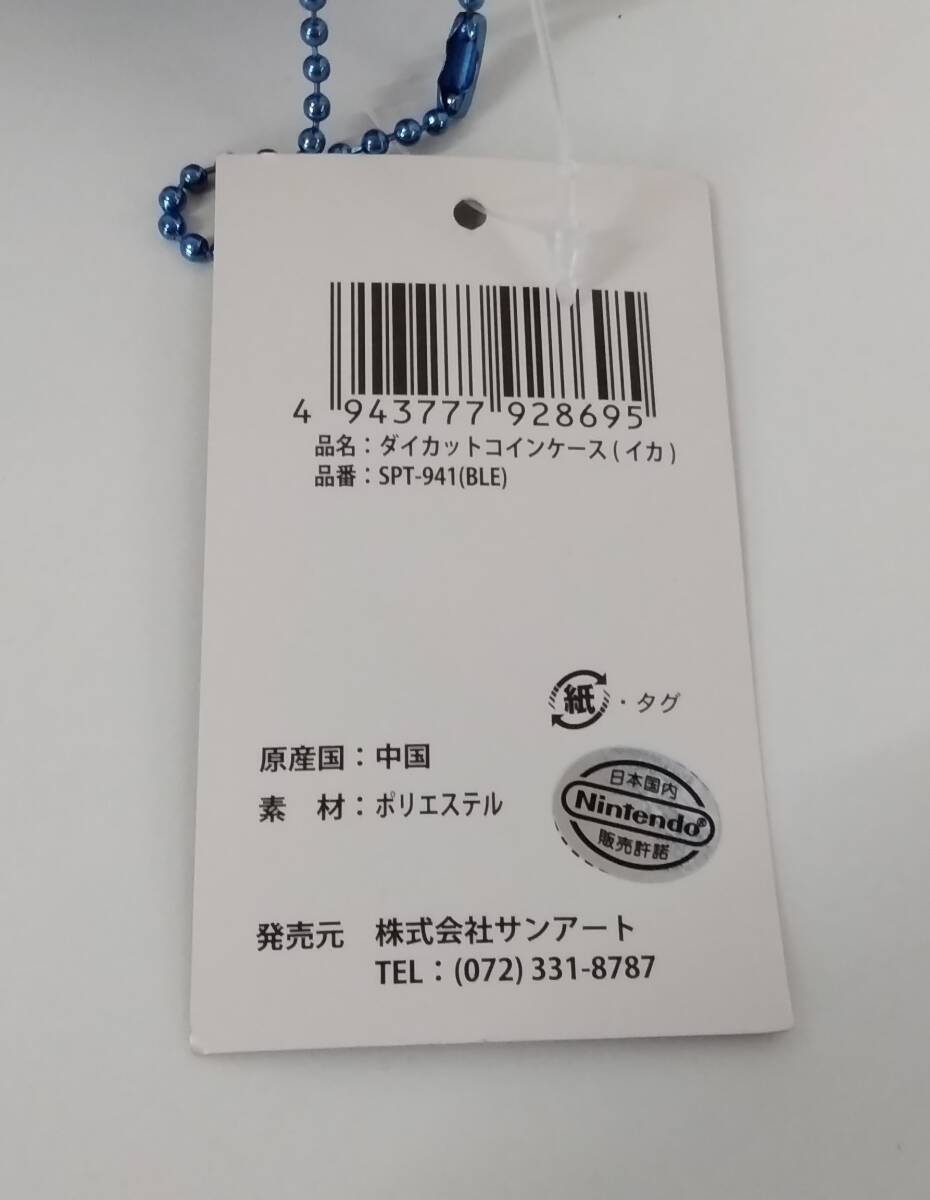 4 943777 928695
品名：ダイカットコインケース(イカ)
品番：SPT-941(BLE)
紙・タグ
原産国：中国
素　材：ポリエステル
日本国内
Nintendo®
販売許諾
発売元　株式会社サンアート
TEL：(072)331-8787